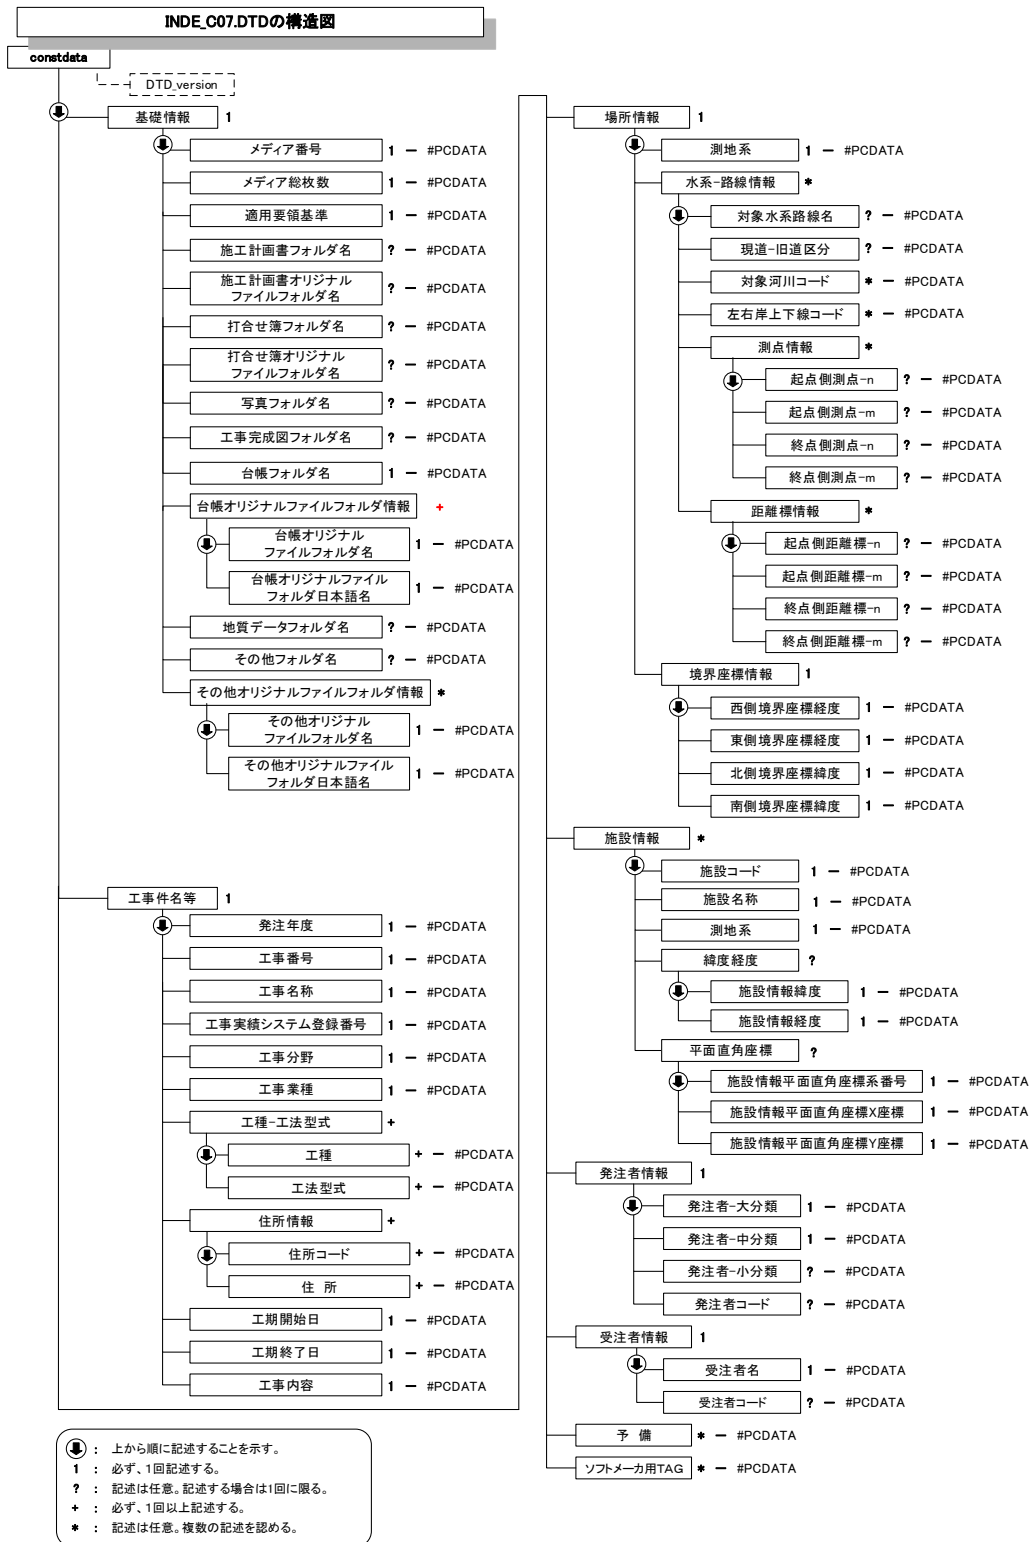 INDE_C07.DTDの構造図
constdata
DTD_version
基礎情報 1
メディア番号 1 － #PCDATA
メディア総枚数 1 － #PCDATA
適用要領基準 1 － #PCDATA
施工計画書フォルダ名 ? － #PCDATA
施工計画書オリジナル
ファイルフォルダ名 ? － #PCDATA
打合せ簿フォルダ名 ? － #PCDATA
打合せ簿オリジナル
ファイルフォルダ名 ? － #PCDATA
写真フォルダ名 ? － #PCDATA
工事完成図フォルダ名 ? － #PCDATA
台帳フォルダ名 1 － #PCDATA
台帳オリジナルファイルフォルダ情報 +
台帳オリジナル
ファイルフォルダ名 1 － #PCDATA
台帳オリジナルファイル
フォルダ日本語名 1 － #PCDATA
地質データフォルダ名 ? － #PCDATA
その他フォルダ名 ? － #PCDATA
その他オリジナルファイルフォルダ情報 *
その他オリジナル
ファイルフォルダ名 1 － #PCDATA
その他オリジナルファイル
フォルダ日本語名 1 － #PCDATA
工事件名等 1
発注年度 1 － #PCDATA
工事番号 1 － #PCDATA
工事名称 1 － #PCDATA
工事実績システム登録番号 1 － #PCDATA
工事分野 1 － #PCDATA
工事業種 1 － #PCDATA
工種-工法型式 +
工種 + － #PCDATA
工法型式 + － #PCDATA
住所情報 +
住所コード + － #PCDATA
住 所 + － #PCDATA
工期開始日 1 － #PCDATA
工期終了日 1 － #PCDATA
工事内容 1 － #PCDATA
場所情報 1
測地系 1 － #PCDATA
水系-路線情報 *
対象水系路線名 ? － #PCDATA
現道-旧道区分 ? － #PCDATA
対象河川コード * － #PCDATA
左右岸上下線コード * － #PCDATA
測点情報 *
起点側測点-n ? － #PCDATA
起点側測点-m ? － #PCDATA
終点側測点-n ? － #PCDATA
終点側測点-m ? － #PCDATA
距離標情報 *
起点側距離標-n ? － #PCDATA
起点側距離標-m ? － #PCDATA
終点側距離標-n ? － #PCDATA
終点側距離標-m ? － #PCDATA
境界座標情報 1
西側境界座標経度 1 － #PCDATA
東側境界座標経度 1 － #PCDATA
北側境界座標緯度 1 － #PCDATA
南側境界座標緯度 1 － #PCDATA
施設情報 *
施設コード 1 － #PCDATA
施設名称 1 － #PCDATA
測地系 1 － #PCDATA
緯度経度 ?
施設情報緯度 1 － #PCDATA
施設情報経度 1 － #PCDATA
平面直角座標 ?
施設情報平面直角座標系番号 1 － #PCDATA
施設情報平面直角座標X座標 1 － #PCDATA
施設情報平面直角座標Y座標 1 － #PCDATA
発注者情報 1
発注者-大分類 1 － #PCDATA
発注者-中分類 1 － #PCDATA
発注者-小分類 ? － #PCDATA
発注者コード ? － #PCDATA
受注者情報 1
受注者名 1 － #PCDATA
受注者コード ? － #PCDATA
予 備 * － #PCDATA
ソフトメーカ用TAG * － #PCDATA
： 上から順に記述することを示す。
1 ： 必ず、1回記述する。
? ： 記述は任意。記述する場合は1回に限る。
+ ： 必ず、1回以上記述する。
* ： 記述は任意。複数の記述を認める。